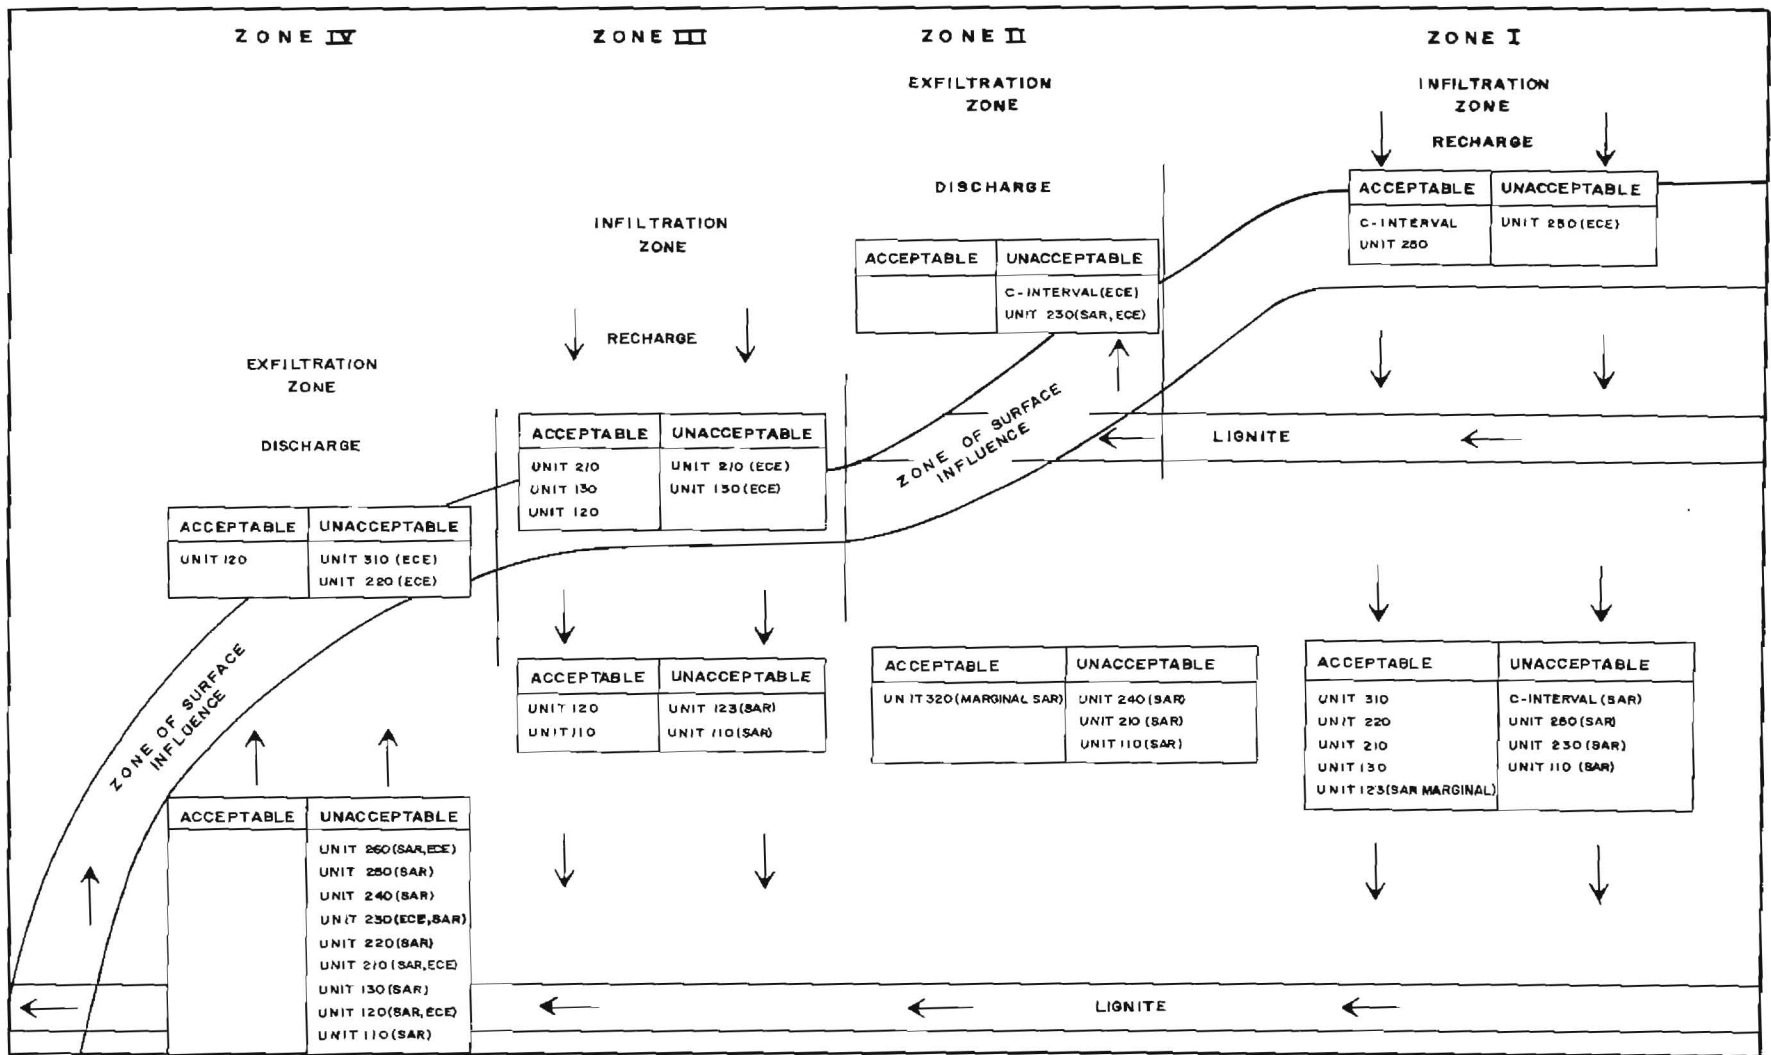 ZONE IV
ZONE III
ZONE II
ZONE I
EXFILTRATION
ZONE
DISCHARGE
INFILTRATION
ZONE
RECHARGE
EXFILTRATION
ZONE
DISCHARGE
INFILTRATION
ZONE
RECHARGE
ACCEPTABLE
UNACCEPTABLE
C-INTERVAL
UNIT 250
UNIT 250(ECE)
ACCEPTABLE
UNACCEPTABLE
C-INTERVAL(ECE)
UNIT 230(SAR, ECE)
ACCEPTABLE
UNACCEPTABLE
UNIT 210
UNIT 130
UNIT 120
UNIT 210 (ECE)
UNIT 130(ECE)
ACCEPTABLE
UNACCEPTABLE
UNIT 120
UNIT 310 (ECE)
UNIT 220(ECE)
ZONE OF SURFACE
INFLUENCE
LIGNITE
ACCEPTABLE
UNACCEPTABLE
UNIT 120
UNIT 110
UNIT 123(SAR)
UNIT 110(SAR)
ACCEPTABLE
UNACCEPTABLE
UNIT 320(MARGINAL SAR)
UNIT 240(SAR)
UNIT 210 (SAR)
UNIT 110(SAR)
ACCEPTABLE
UNACCEPTABLE
UNIT 310
UNIT 220
UNIT 210
UNIT 130
UNIT 123(SAR MARGINAL)
C-INTERVAL(SAR)
UNIT 250(SAR)
UNIT 230(SAR)
UNIT 110 (SAR)
ZONE OF SURFACE
INFLUENCE
ACCEPTABLE
UNACCEPTABLE
UNIT 260(SAR,ECE)
UNIT 250(SAR)
UNIT 240(SAR)
UNIT 230(ECE,SAR)
UNIT 220(SAR)
UNIT 210(SAR,ECE)
UNIT 130(SAR)
UNIT 120(SAR,ECE)
UNIT 110(SAR)
LIGNITE